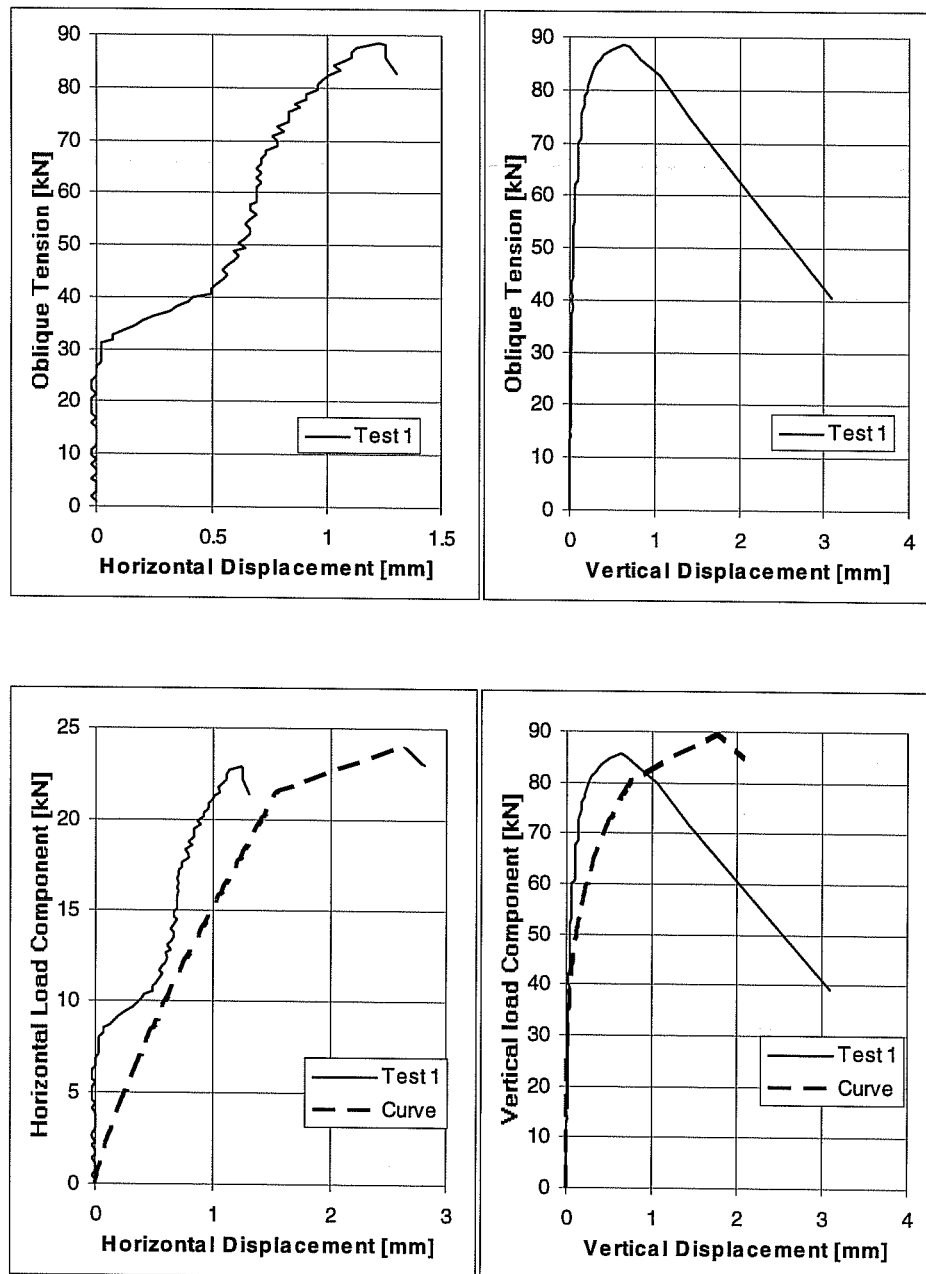 Oblique Tension [kN]
90
80
70
60
50
40
30
20
10
0
Test 1
0 0.5 1 1.5
Horizontal Displacement [mm]
Oblique Tension [kN]
90
80
70
60
50
40
30
20
10
0
Test 1
0 1 2 3 4
Vertical Displacement [mm]
Horizontal Load Component [kN]
25
20
15
10
5
0
Test 1
Curve
0 1 2 3
Horizontal Displacement [mm]
Vertical load Component [kN]
90
80
70
60
50
40
30
20
10
0
Test 1
Curve
0 1 2 3 4
Vertical Displacement [mm]